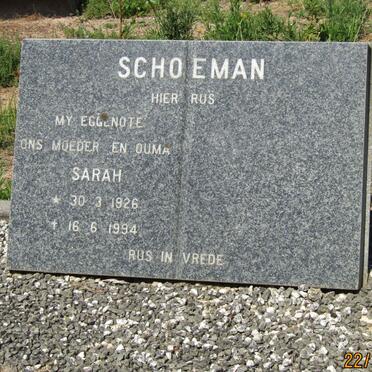 SCHOEMAN
HIER RUS
MY EGGENOTE
ONS MOEDER EN OUMA
SARAH
* 30 3 1926
† 16 6 1994
RUS IN VREDE
22/